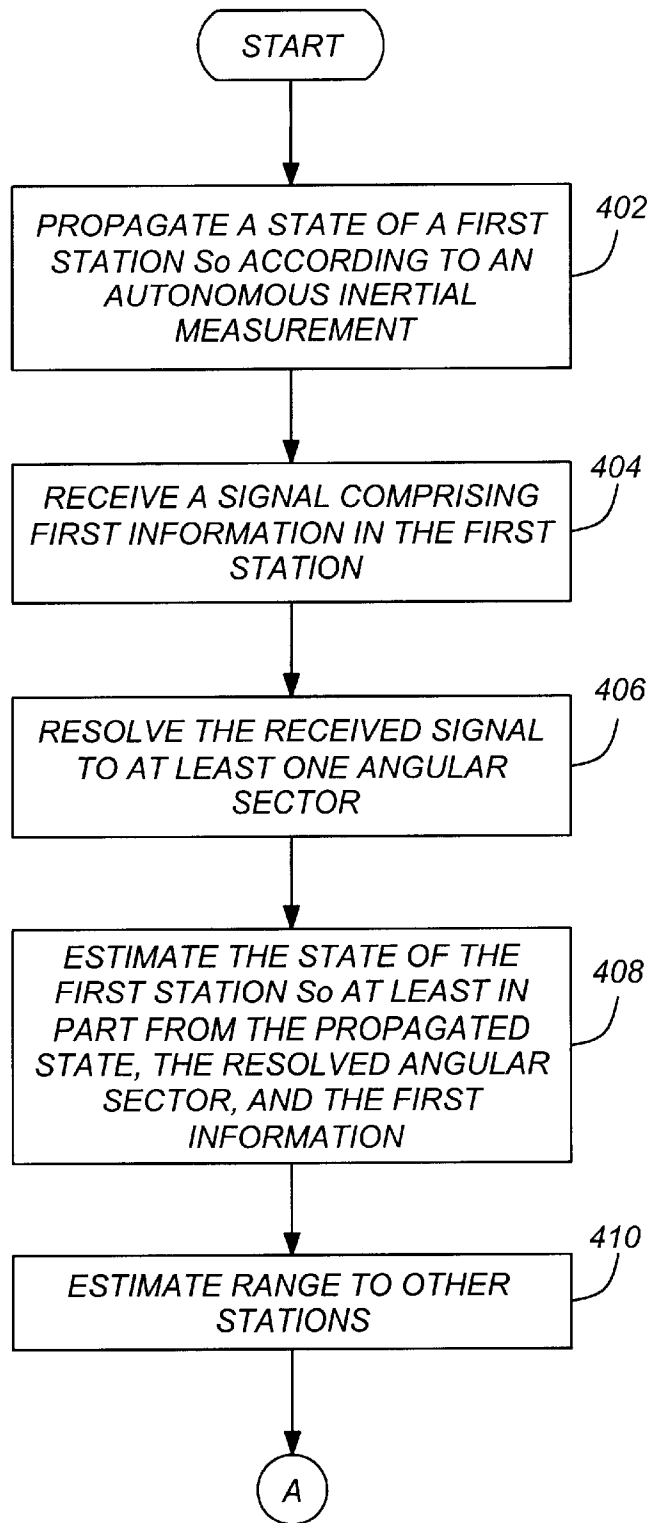 START
402
PROPAGATE A STATE OF A FIRST
STATION So ACCORDING TO AN
AUTONOMOUS INERTIAL
MEASUREMENT
404
RECEIVE A SIGNAL COMPRISING
FIRST INFORMATION IN THE FIRST
STATION
406
RESOLVE THE RECEIVED SIGNAL
TO AT LEAST ONE ANGULAR
SECTOR
408
ESTIMATE THE STATE OF THE
FIRST STATION So AT LEAST IN
PART FROM THE PROPAGATED
STATE, THE RESOLVED ANGULAR
SECTOR, AND THE FIRST
INFORMATION
410
ESTIMATE RANGE TO OTHER
STATIONS
A